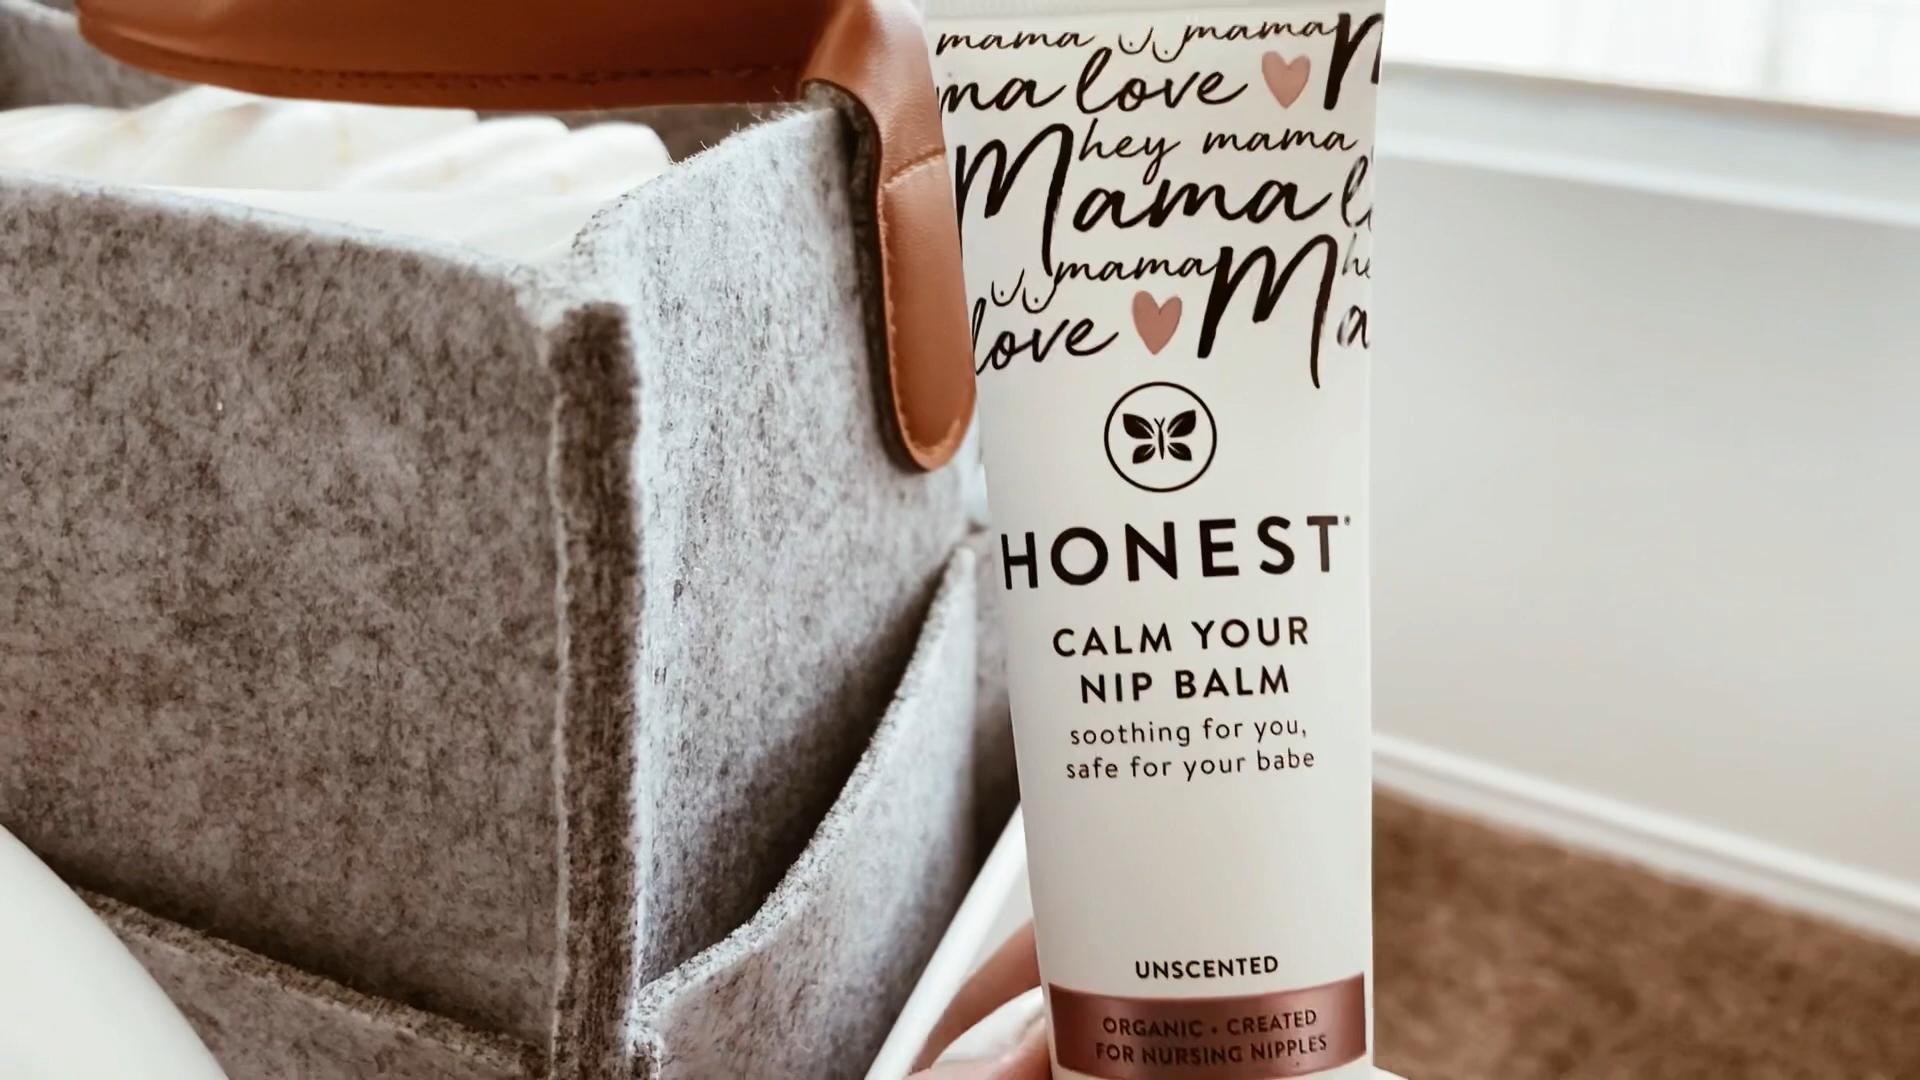 mama mama
ma love
hey mama
Mama
mama
love Ma
HONEST
CALM YOUR
NIP BALM
soothing for you,
safe for your babe
UNSCENTED
ORGANIC • CREATED
FOR NURSING NIPPLES